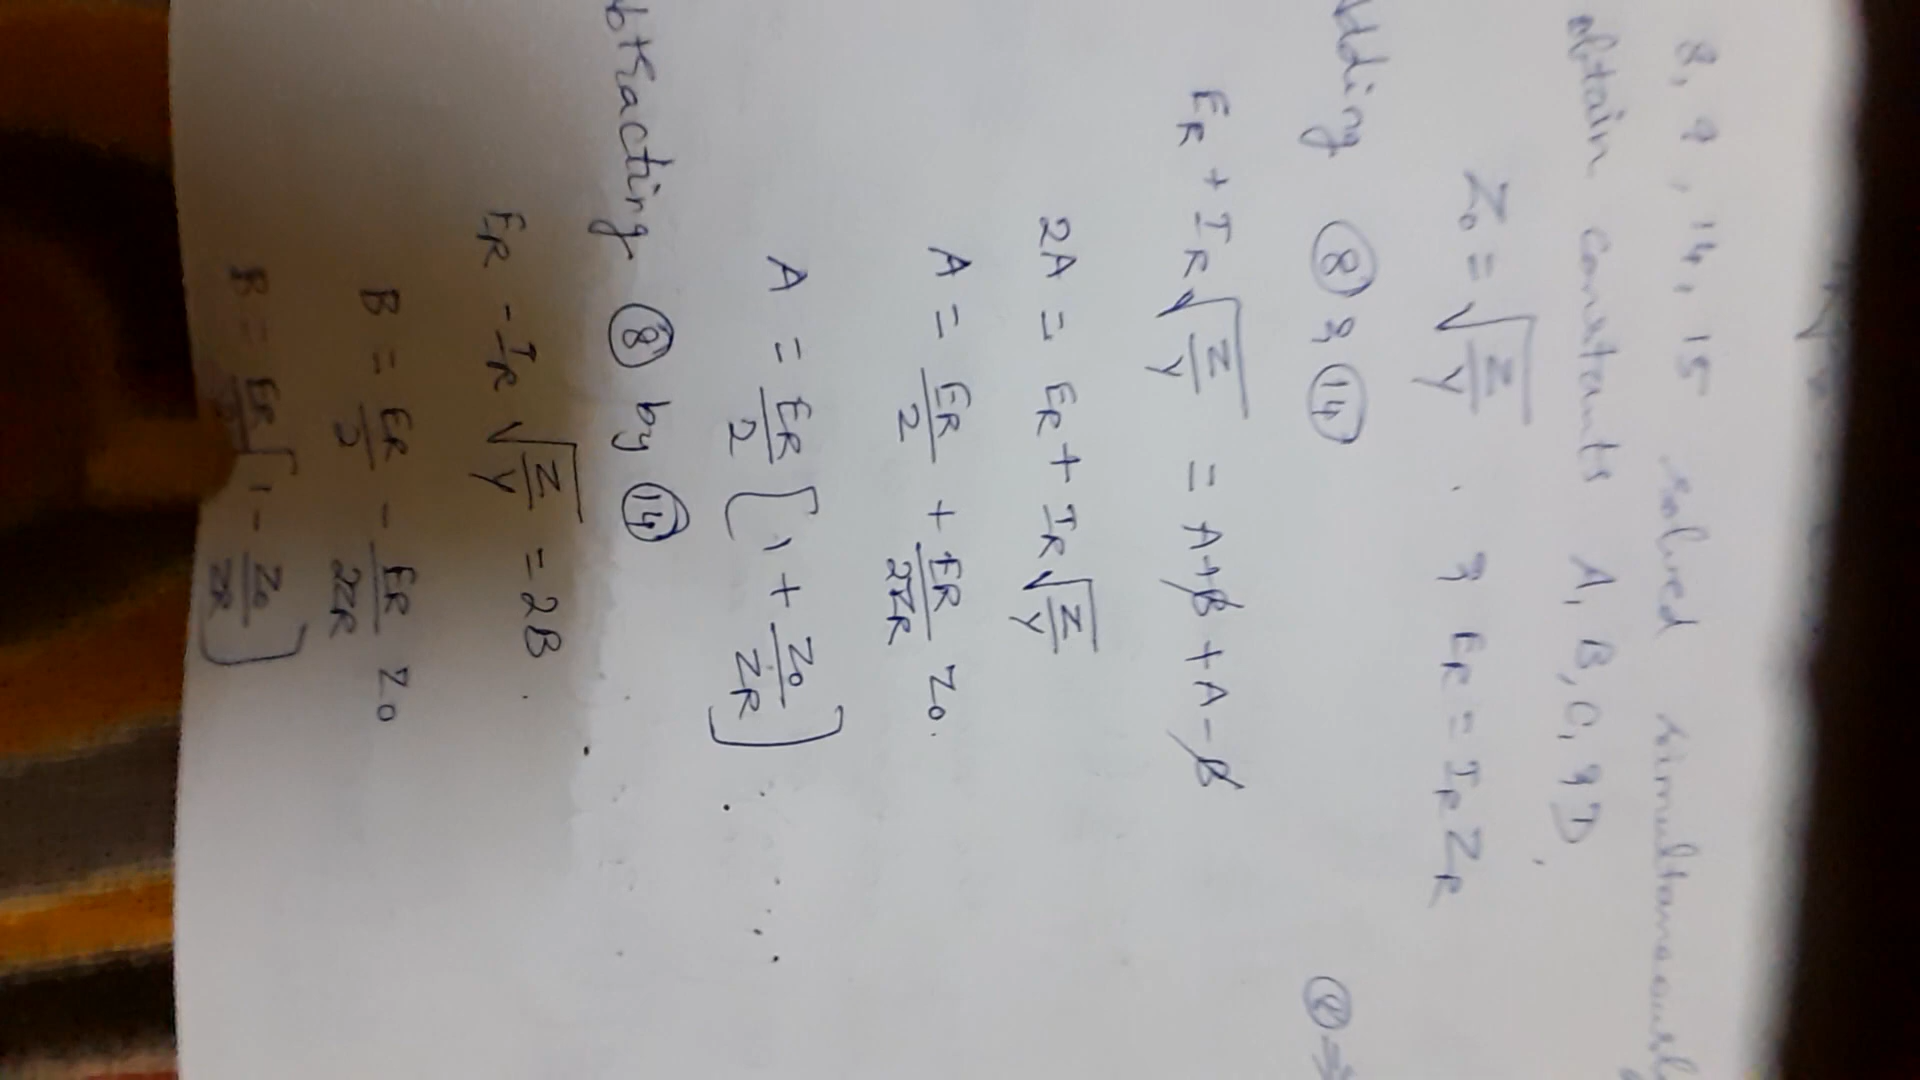 8, 9, 14, 15 solved simultaneously
obtain constants A, B, C, & D
Z₀ = √(Z/Y) . & E_R = I_R Z_R
Adding ⑧ & ⑭
E_R + I_R √(Z/Y) = A+B + A-B
2A = E_R + I_R √(Z/Y)
A = E_R/2 + E_R/2Z_R Z₀.
A = E_R/2 [1 + Z₀/Z_R]
btracting ⑧ by ⑭
E_R - I_R √(Z/Y) = 2B.
B = E_R/2 - E_R/2Z_R Z₀
B = E_R/2 [1 - Z₀/Z_R]